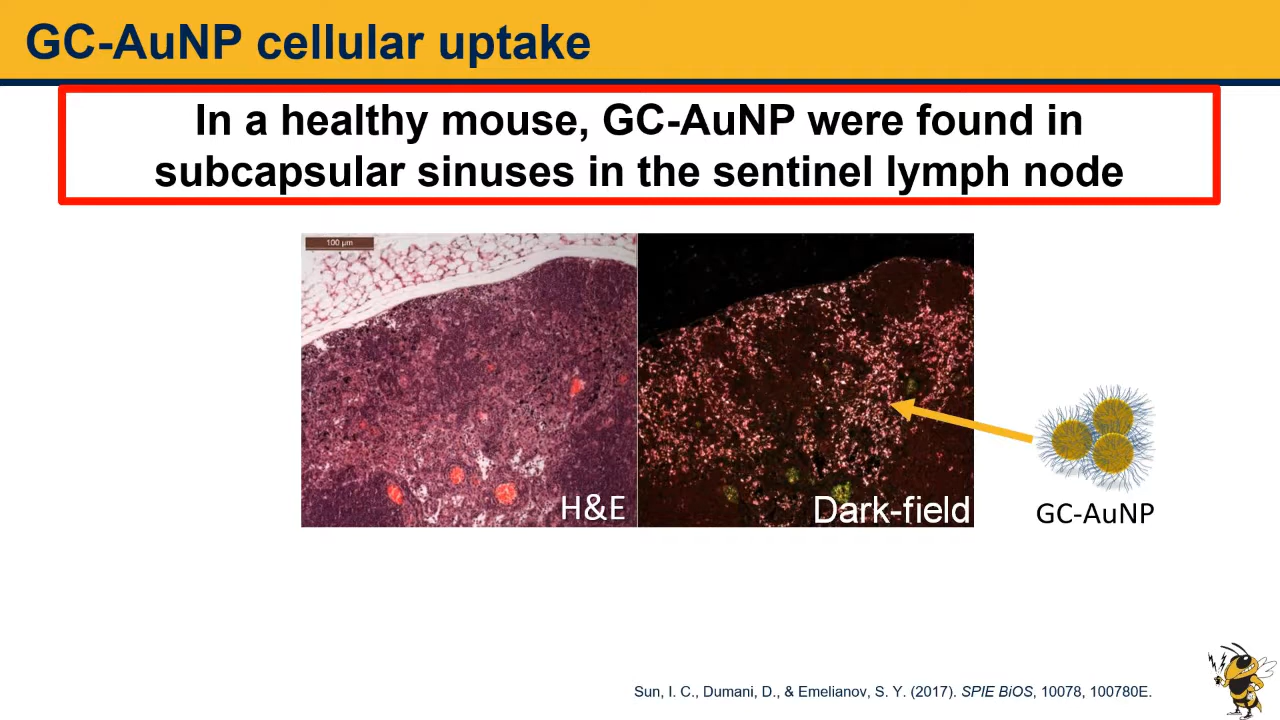 GC-AuNP cellular uptake
In a healthy mouse, GC-AuNP were found in
subcapsular sinuses in the sentinel lymph node
100 µm
H&E
Dark-field
GC-AuNP
Sun, I. C., Dumani, D., & Emelianov, S. Y. (2017). SPIE BiOS, 10078, 100780E.